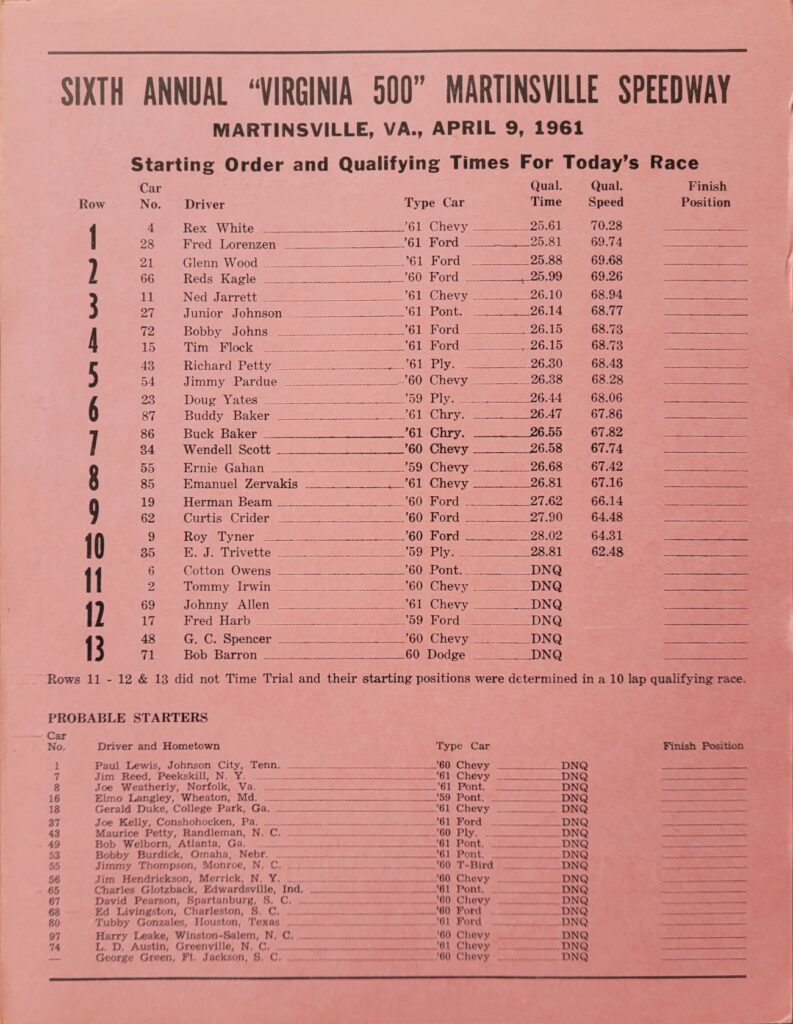 SIXTH ANNUAL "VIRGINIA 500" MARTINSVILLE SPEEDWAY
MARTINSVILLE, VA., APRIL 9, 1961
Starting Order and Qualifying Times For Today's Race
Row Car No. Driver Type Car Qual. Time Qual. Speed Finish Position
1 4 Rex White '61 Chevy 25.61 70.28
28 Fred Lorenzen '61 Ford 25.81 69.74
2 21 Glenn Wood '61 Ford 25.88 69.68
66 Reds Kagle '60 Ford 25.99 69.26
3 11 Ned Jarrett '61 Chevy 26.10 68.94
27 Junior Johnson '61 Pont. 26.14 68.77
4 72 Bobby Johns '61 Ford 26.15 68.73
15 Tim Flock '61 Ford 26.15 68.73
5 43 Richard Petty '61 Ply. 26.30 68.43
54 Jimmy Pardue '60 Chevy 26.38 68.28
6 23 Doug Yates '59 Ply. 26.44 68.06
87 Buddy Baker '61 Chry. 26.47 67.86
7 86 Buck Baker '61 Chry. 26.55 67.82
34 Wendell Scott '60 Chevy 26.58 67.74
8 55 Ernie Gahan '59 Chevy 26.68 67.42
85 Emanuel Zervakis '61 Chevy 26.81 67.16
9 19 Herman Beam '60 Ford 27.62 66.14
62 Curtis Crider '60 Ford 27.90 64.48
10 9 Roy Tyner '60 Ford 28.02 64.31
35 E. J. Trivette '59 Ply. 28.81 62.48
11 6 Cotton Owens '60 Pont. DNQ
2 Tommy Irwin '60 Chevy DNQ
12 69 Johnny Allen '61 Chevy DNQ
17 Fred Harb '59 Ford DNQ
13 48 G. C. Spencer '60 Chevy DNQ
71 Bob Barron 60 Dodge DNQ
Rows 11 - 12 & 13 did not Time Trial and their starting positions were determined in a 10 lap qualifying race.
PROBABLE STARTERS
Car No. Driver and Hometown Type Car Finish Position
1 Paul Lewis, Johnson City, Tenn. '60 Chevy DNQ
7 Jim Reed, Peekskill, N. Y. '61 Chevy DNQ
8 Joe Weatherly, Norfolk, Va. '61 Pont. DNQ
16 Elmo Langley, Wheaton, Md. '59 Pont. DNQ
18 Gerald Duke, College Park, Ga. '61 Chevy DNQ
37 Joe Kelly, Conshohocken, Pa. '61 Ford DNQ
43 Maurice Petty, Randleman, N. C. '60 Ply. DNQ
49 Bob Welborn, Atlanta, Ga. '61 Pont. DNQ
53 Bobby Burdick, Omaha, Nebr. '61 Pont. DNQ
55 Jimmy Thompson, Monroe, N. C. '60 T-Bird DNQ
56 Jim Hendrickson, Merrick, N. Y. '60 Chevy DNQ
65 Charles Glotzback, Edwardsville, Ind. '61 Pont. DNQ
67 David Pearson, Spartanburg, S. C. '60 Chevy DNQ
68 Ed Livingston, Charleston, S. C. '60 Ford DNQ
80 Tubby Gonzales, Houston, Texas '61 Ford DNQ
97 Harry Leake, Winston-Salem, N. C. '60 Chevy DNQ
74 L. D. Austin, Greenville, N. C. '61 Chevy DNQ
— George Green, Ft. Jackson, S. C. '60 Chevy DNQ